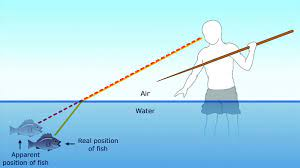 Air
Water
Apparent
position of fish
Real position
of fish